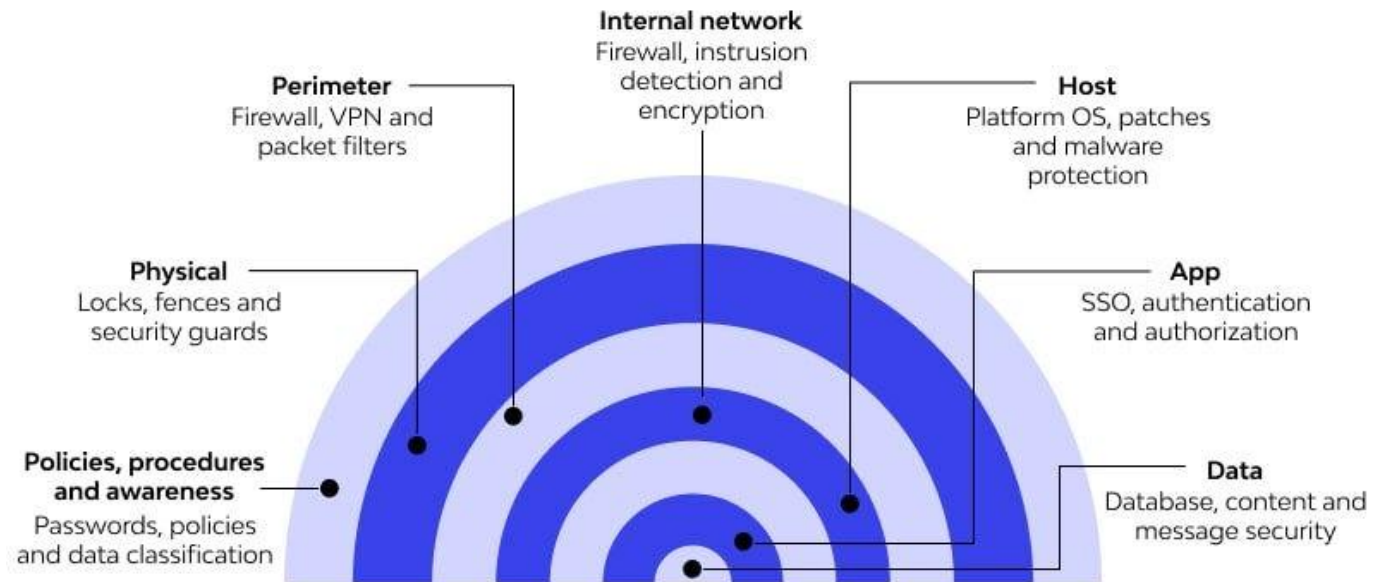 Internal network
Firewall, instrusion
detection and
encryption
Perimeter
Firewall, VPN and
packet filters
Host
Platform OS, patches
and malware
protection
Physical
Locks, fences and
security guards
App
SSO, authentication
and authorization
Policies, procedures
and awareness
Passwords, policies
and data classification
Data
Database, content and
message security